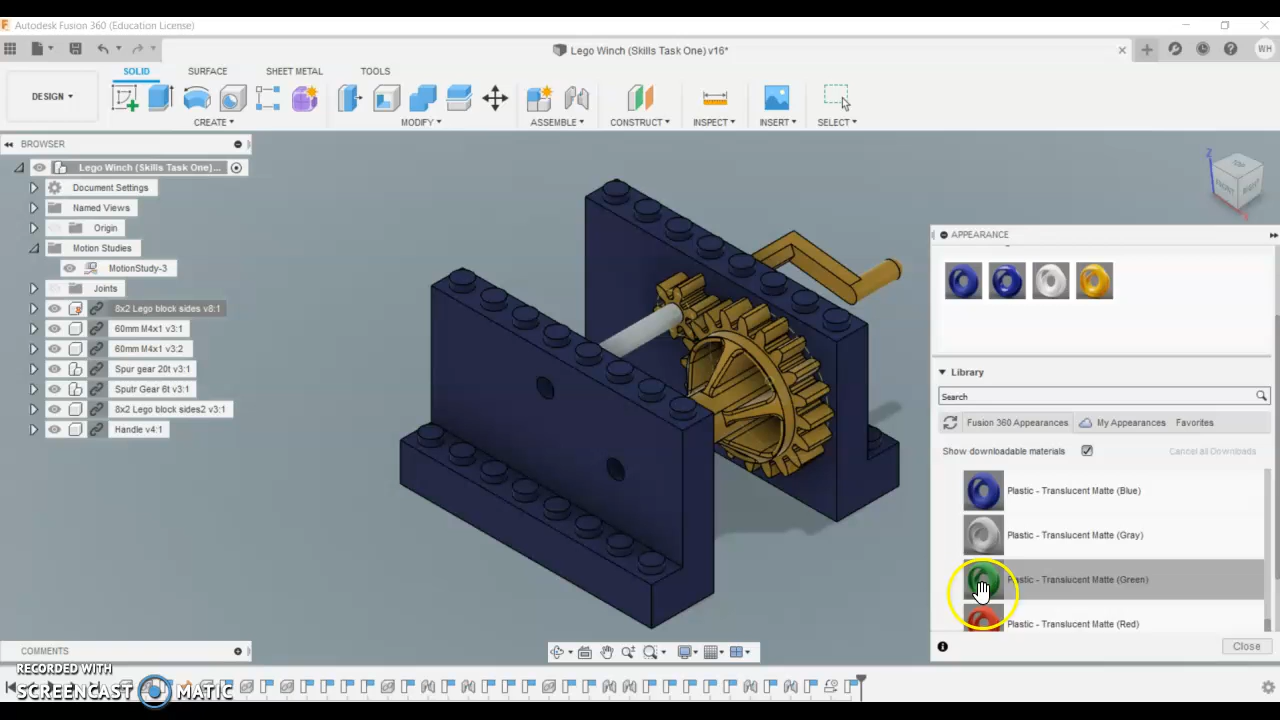 Autodesk Fusion 360 (Education License)
Lego Winch (Skills Task One) v16*
WH
DESIGN
SOLID SURFACE SHEET METAL TOOLS
CREATE MODIFY ASSEMBLE CONSTRUCT INSPECT INSERT SELECT
BROWSER
Lego Winch (Skills Task One)...
Document Settings
Named Views
Origin
Motion Studies
MotionStudy-3
Joints
8x2 Lego block sides v8:1
60mm M4x1 v3:1
60mm M4x1 v3:2
Spur gear 20t v3:1
Sputr Gear 6t v3:1
8x2 Lego block sides2 v3:1
Handle v4:1
Z
TOP
FRONT
RIGHT
X
APPEARANCE
Library
Search
Fusion 360 Appearances My Appearances Favorites
Show downloadable materials Cancel all Downloads
Plastic - Translucent Matte (Blue)
Plastic - Translucent Matte (Gray)
Plastic - Translucent Matte (Green)
Plastic - Translucent Matte (Red)
Close
COMMENTS
RECORDED WITH
SCREENCAST MATIC